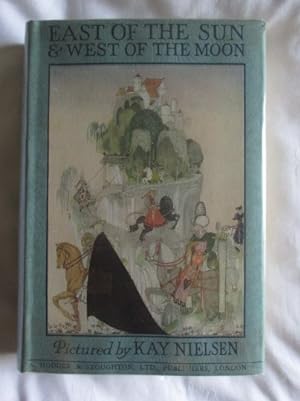 EAST OF THE SUN
& WEST OF THE MOON
Pictured by KAY NIELSEN
HODDER & STOUGHTON, LTD., PUBLISHERS, LONDON